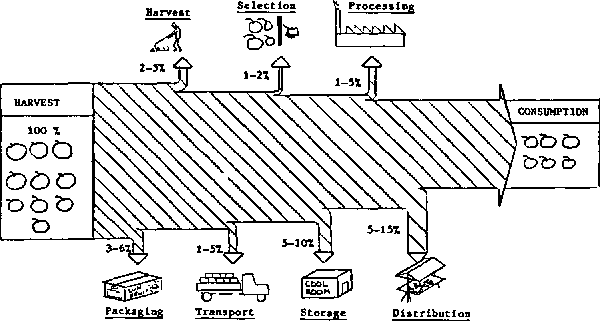 Harvest
Selection
Processing
2-5%
1-2%
1-5%
HARVEST
100 %
CONSUMPTION
3-6%
1-5%
5-10%
5-15%
COOL
ROOM
Packaging
Transport
Storage
Distribution